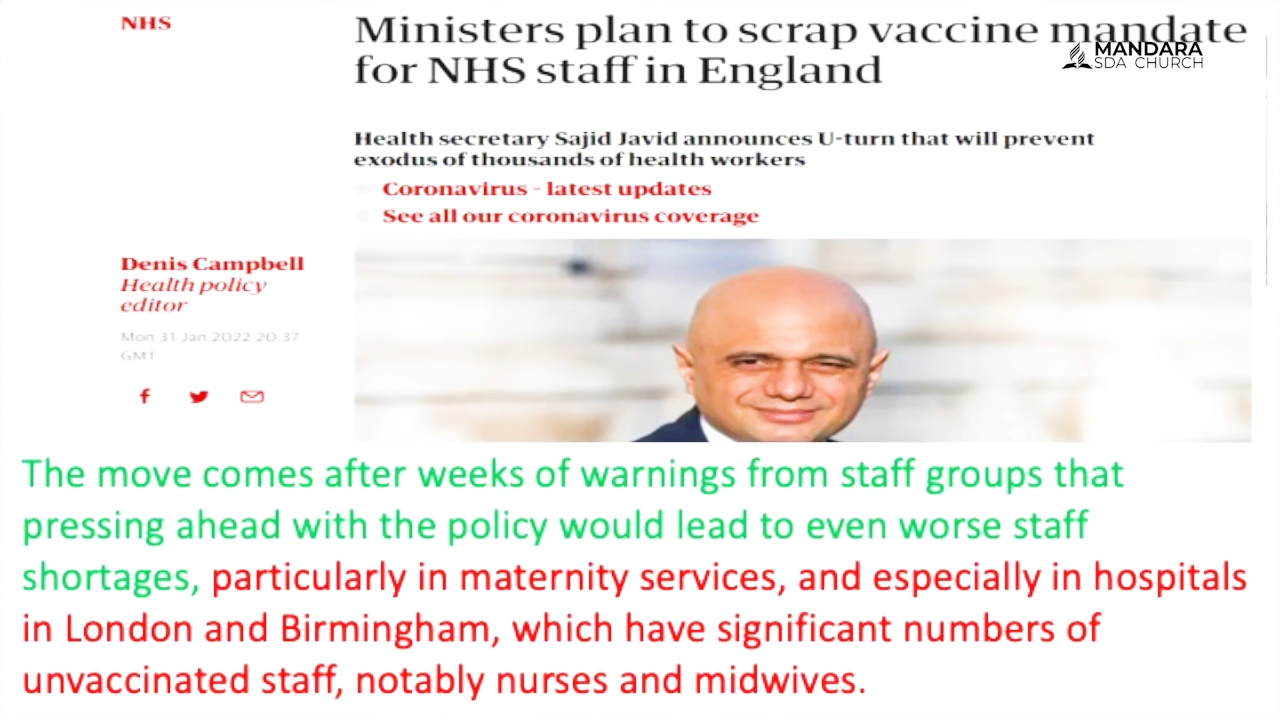 NHS
Ministers plan to scrap vaccine mandate
for NHS staff in England
MANDARA
SDA CHURCH
Health secretary Sajid Javid announces U-turn that will prevent
exodus of thousands of health workers
Coronavirus - latest updates
See all our coronavirus coverage
Denis Campbell
Health policy
editor
Mon 31 Jan 2022 20.37
GMT
The move comes after weeks of warnings from staff groups that
pressing ahead with the policy would lead to even worse staff
shortages, particularly in maternity services, and especially in hospitals
in London and Birmingham, which have significant numbers of
unvaccinated staff, notably nurses and midwives.